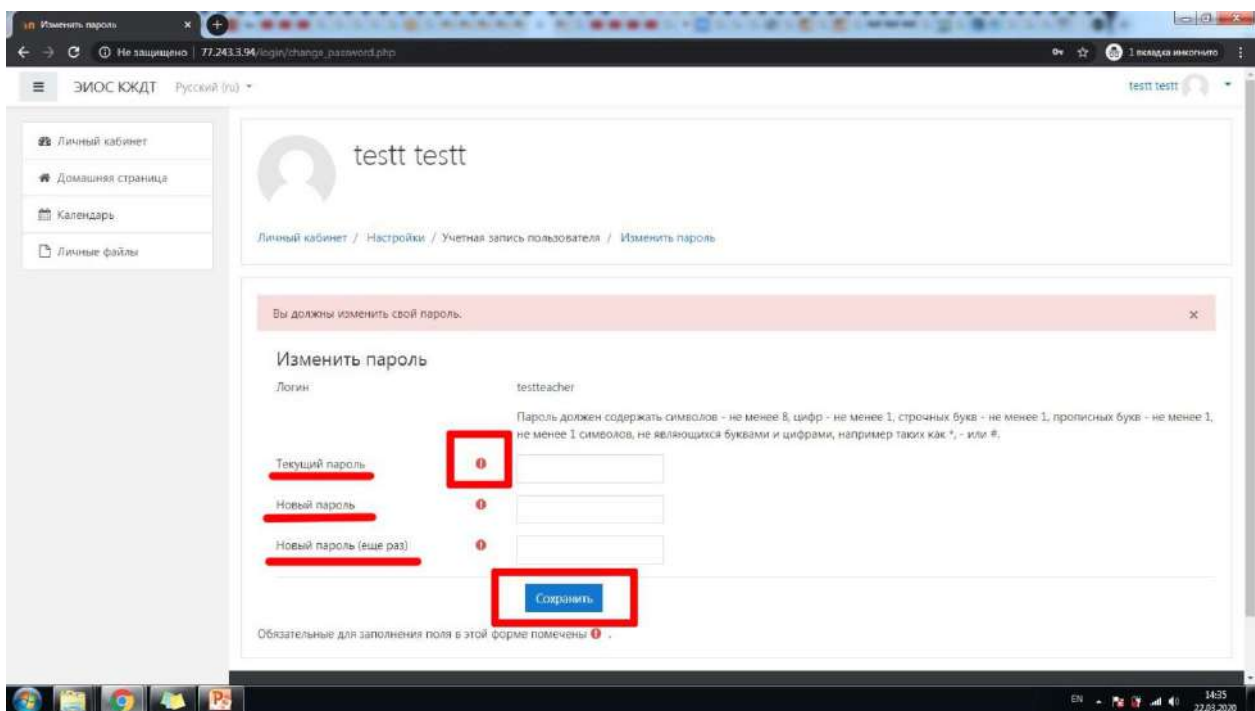 Изменить пароль
Не защищено | 77.243.3.94/login/change_password.php
1 вкладка инкогнито
ЭИОС КЖДТ Русский (ru)
testt testt
Личный кабинет
Домашняя страница
Календарь
Личные файлы
testt testt
Личный кабинет / Настройки / Учетная запись пользователя / Изменить пароль
Вы должны изменить свой пароль.
Изменить пароль
Логин testteacher
Пароль должен содержать символов - не менее 8, цифр - не менее 1, строчных букв - не менее 1, прописных букв - не менее 1,
не менее 1 символов, не являющихся буквами и цифрами, например таких как *, - или #.
Текущий пароль
Новый пароль
Новый пароль (еще раз)
Сохранить
Обязательные для заполнения поля в этой форме помечены .
EN 14:35
22.03.2020